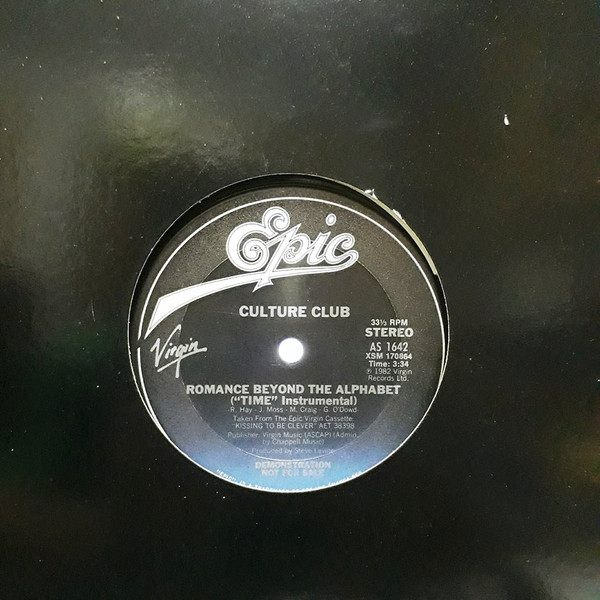 Epic
CULTURE CLUB
Virgin
33⅓ RPM
STEREO
AS 1642
XSM 170864
Time: 3:34
℗ 1982 Virgin
Records Ltd.
ROMANCE BEYOND THE ALPHABET
("TIME" Instrumental)
R. Hay - J. Moss - M. Craig - G. O'Dowd
Taken From The Epic Virgin Cassette
"KISSING TO BE CLEVER" AET 38398
Publisher, Virgin Music (ASCAP) (Admin.
by Chappell Music)
Produced by Steve Levine
DEMONSTRATION
NOT FOR SALE